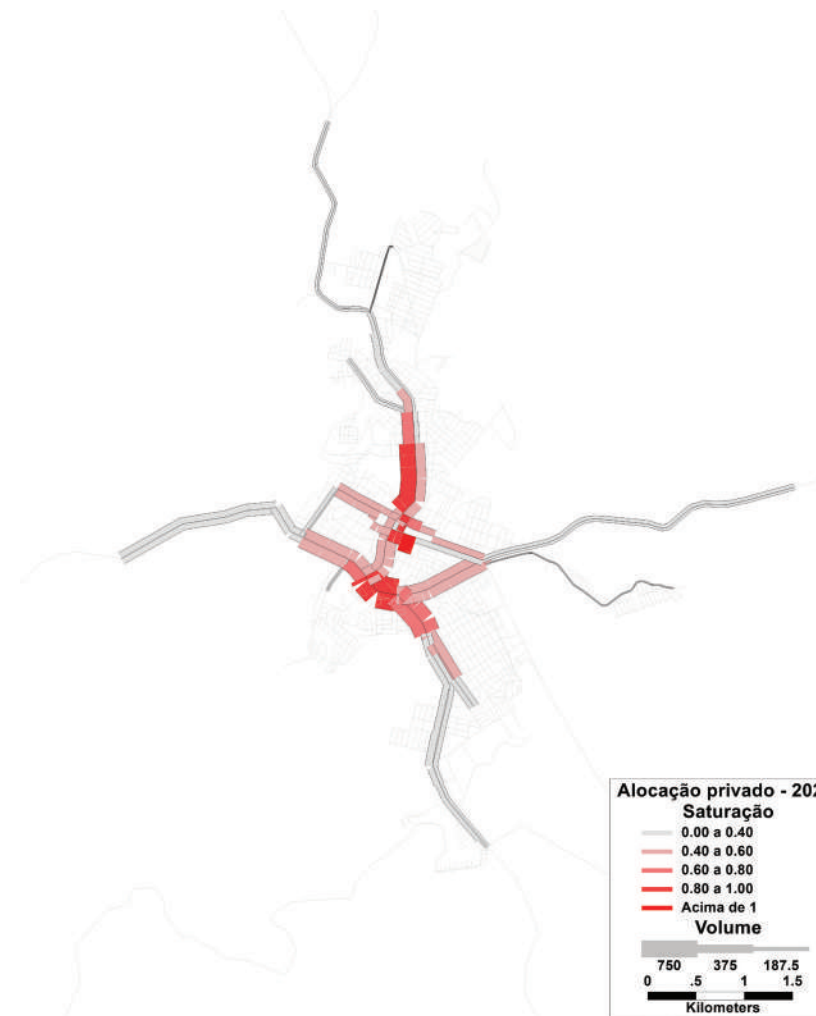 Alocação privado - 202
Saturação
0.00 a 0.40
0.40 a 0.60
0.60 a 0.80
0.80 a 1.00
Acima de 1
Volume
750 375 187.5
0 .5 1 1.5
Kilometers